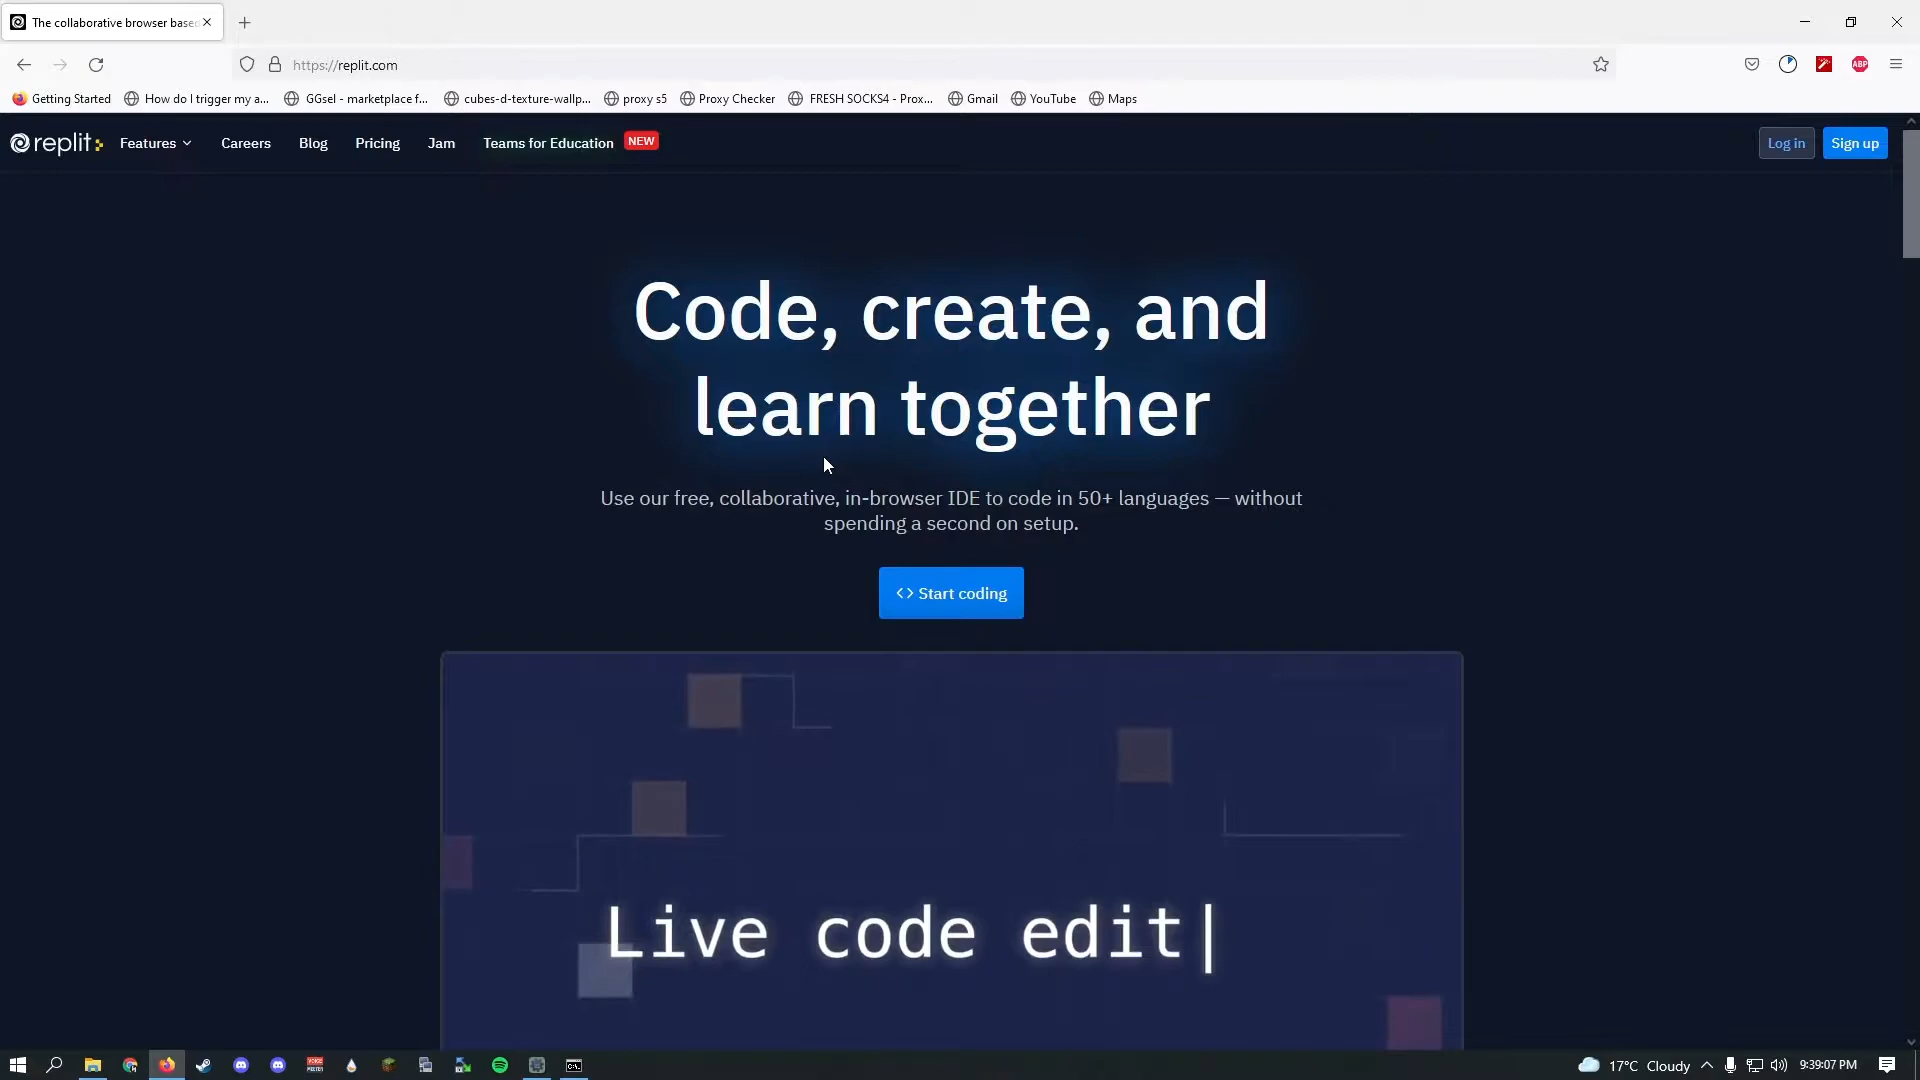 The collaborative browser base
https://replit.com
Getting Started
How do I trigger my a...
GGsel - marketplace f...
cubes-d-texture-wallp...
proxy s5
Proxy Checker
FRESH SOCKS4 - Prox...
Gmail
YouTube
Maps
ABP
replit
Features
Careers
Blog
Pricing
Jam
Teams for Education
NEW
Log in
Sign up
Code, create, and
learn together
Use our free, collaborative, in-browser IDE to code in 50+ languages — without
spending a second on setup.
<> Start coding
Live code edit|
17°C Cloudy
9:39:07 PM